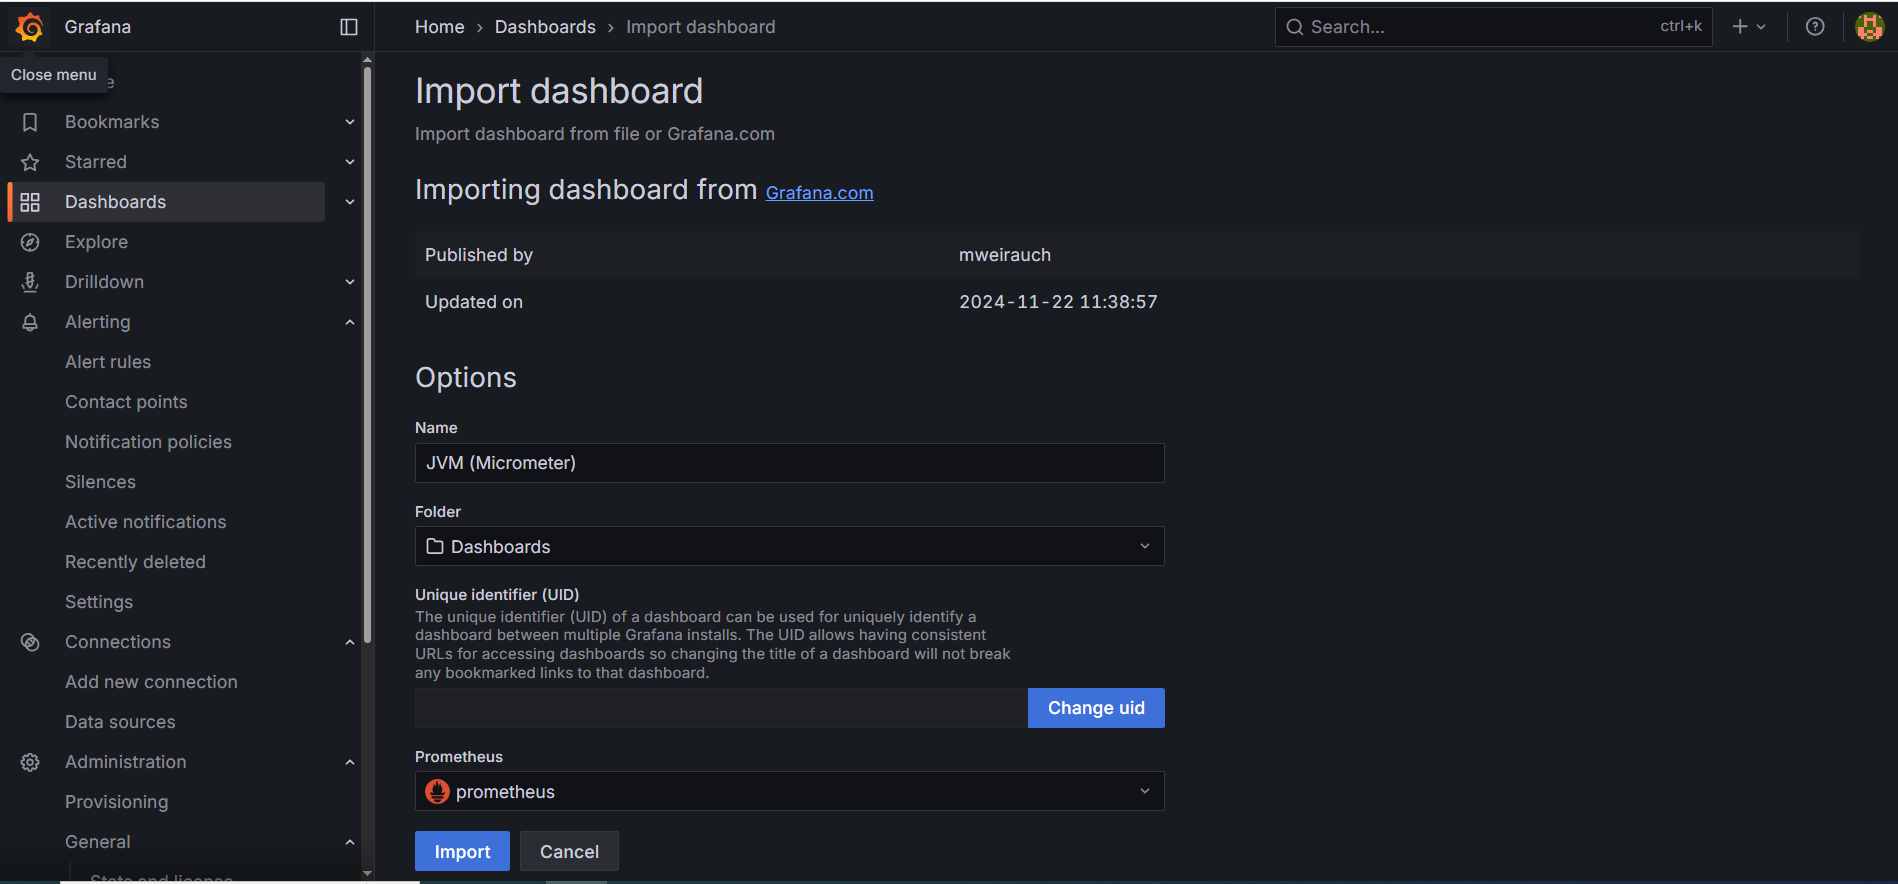 Grafana
Home › Dashboards › Import dashboard
Search...
ctrl+k
Close menu
Bookmarks
Starred
Dashboards
Explore
Drilldown
Alerting
Alert rules
Contact points
Notification policies
Silences
Active notifications
Recently deleted
Settings
Connections
Add new connection
Data sources
Administration
Provisioning
General
Stats and license
Import dashboard
Import dashboard from file or Grafana.com
Importing dashboard from Grafana.com
Published by mweirauch
Updated on 2024-11-22 11:38:57
Options
Name
JVM (Micrometer)
Folder
Dashboards
Unique identifier (UID)
The unique identifier (UID) of a dashboard can be used for uniquely identify a
dashboard between multiple Grafana installs. The UID allows having consistent
URLs for accessing dashboards so changing the title of a dashboard will not break
any bookmarked links to that dashboard.
Change uid
Prometheus
prometheus
Import
Cancel